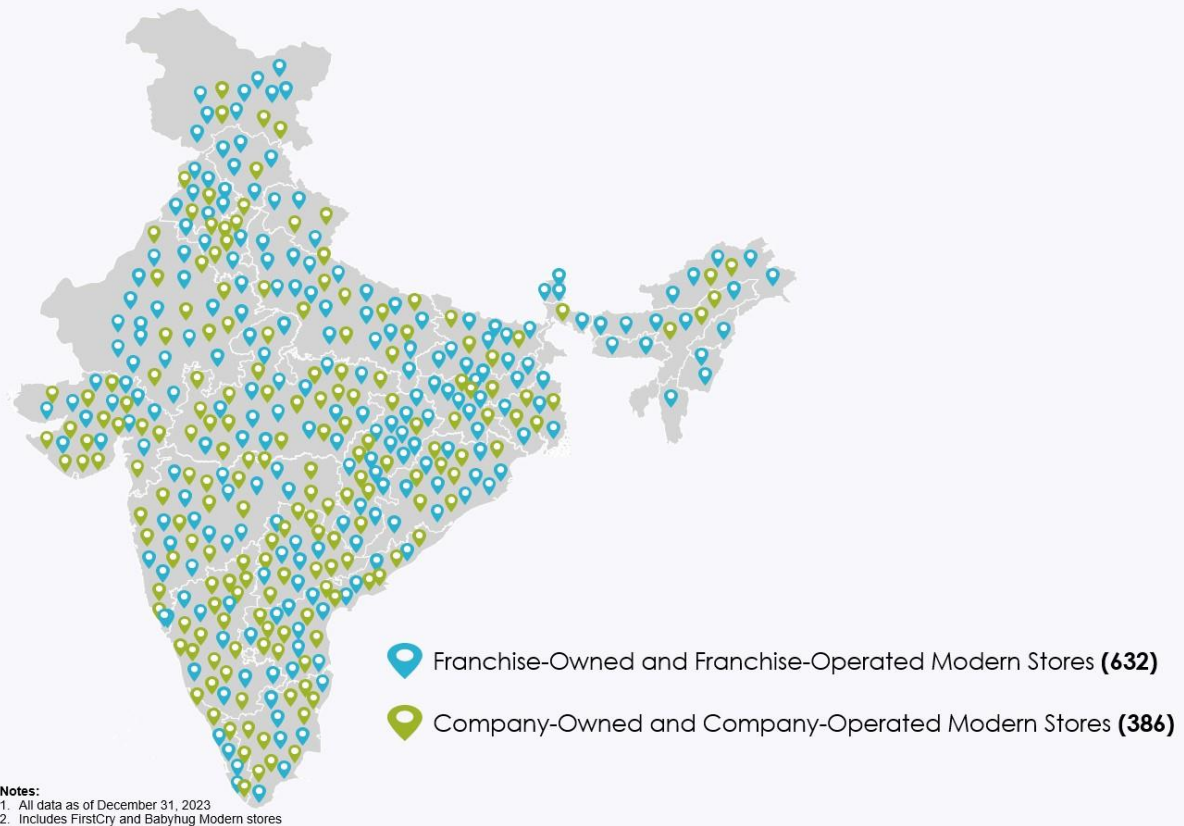 Franchise-Owned and Franchise-Operated Modern Stores (632)
Company-Owned and Company-Operated Modern Stores (386)
Notes:
1. All data as of December 31, 2023
2. Includes FirstCry and Babyhug Modern stores